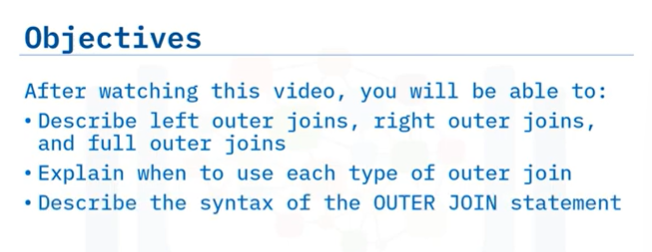 Objectives
After watching this video, you will be able to:
• Describe left outer joins, right outer joins,
and full outer joins
• Explain when to use each type of outer join
• Describe the syntax of the OUTER JOIN statement